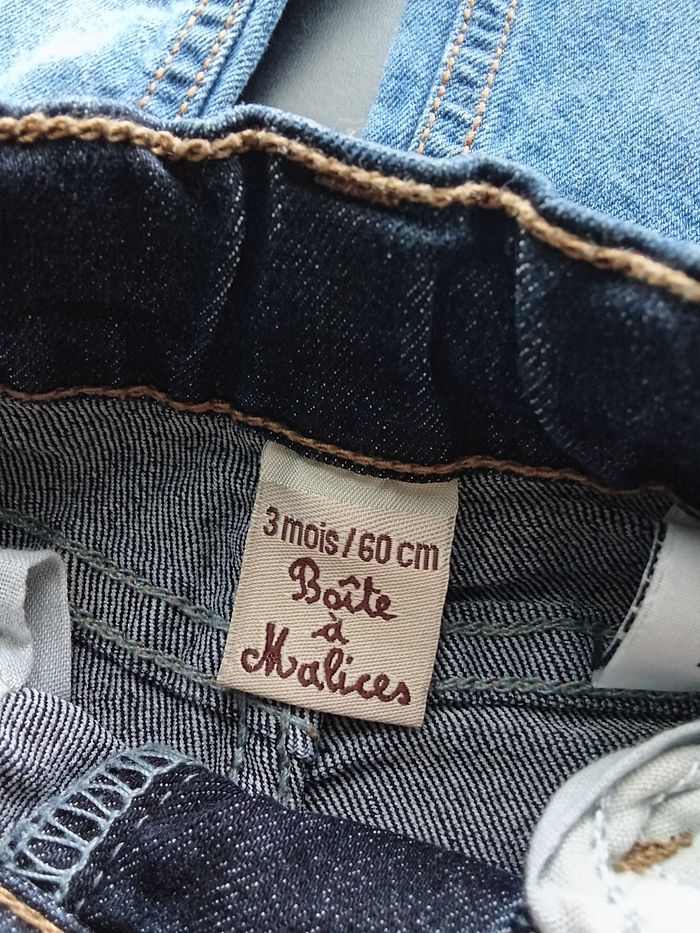 3 mois / 60 cm
Boîte
à
Malices